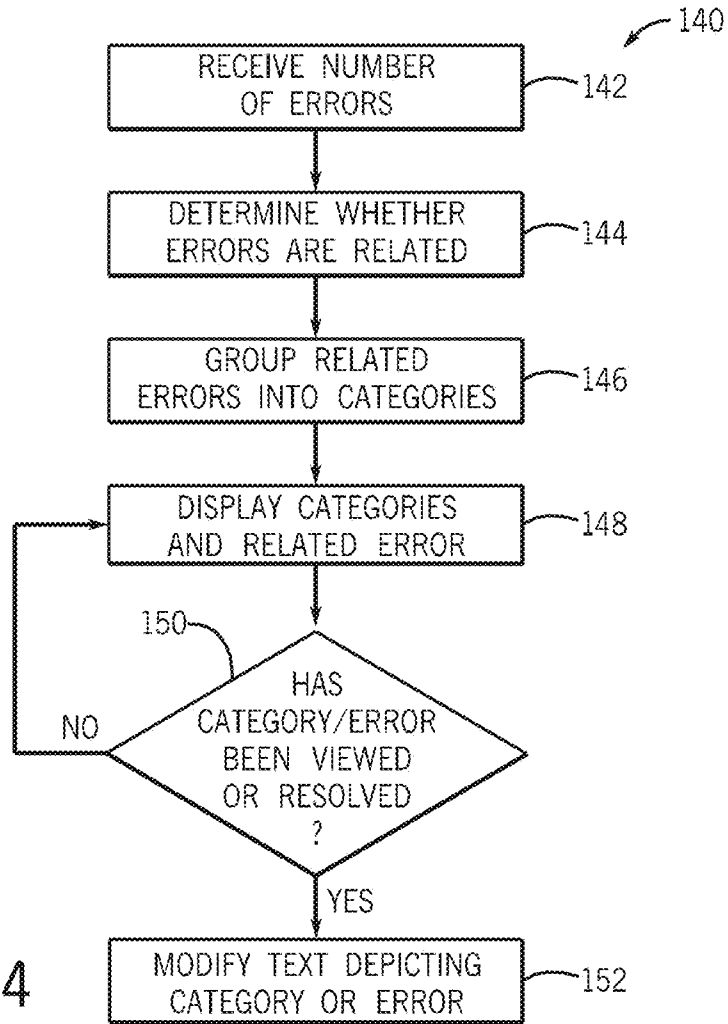 140
RECEIVE NUMBER
OF ERRORS
142
DETERMINE WHETHER
ERRORS ARE RELATED
144
GROUP RELATED
ERRORS INTO CATEGORIES
146
DISPLAY CATEGORIES
AND RELATED ERROR
148
150
HAS
CATEGORY/ERROR
BEEN VIEWED
OR RESOLVED
?
NO
YES
MODIFY TEXT DEPICTING
CATEGORY OR ERROR
152
4